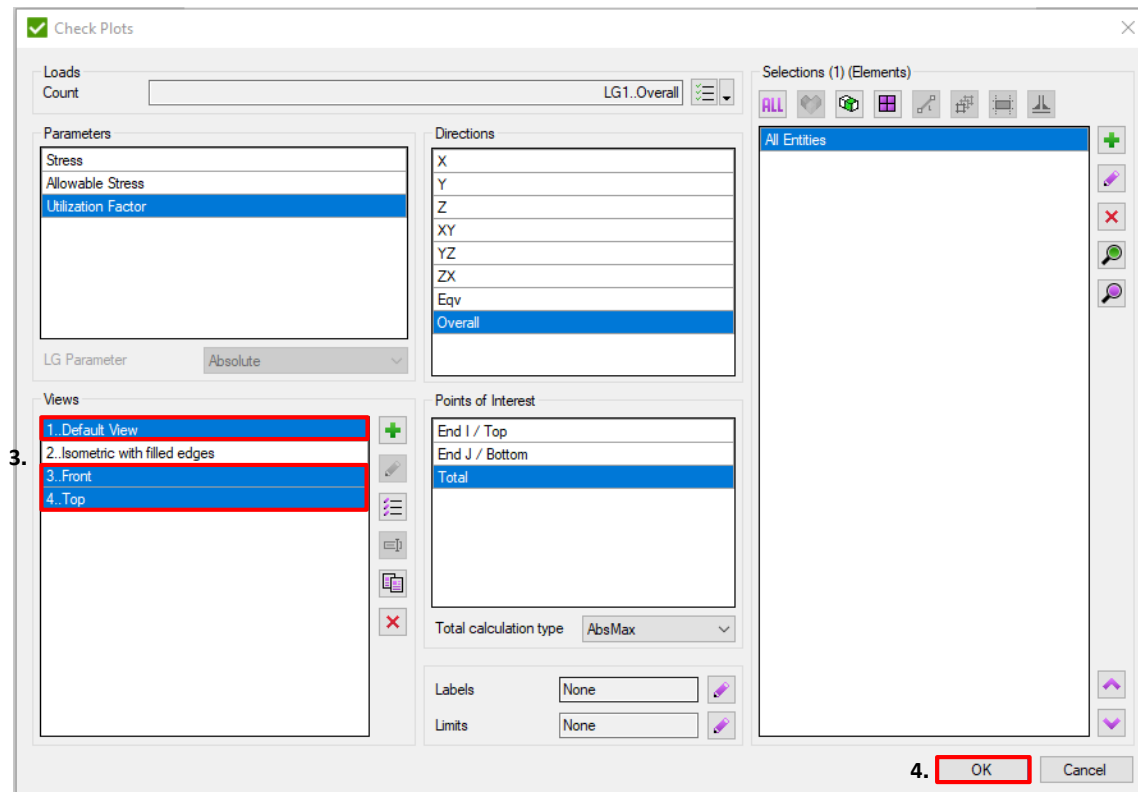 Check Plots
Loads
Count
LG1..Overall
Selections (1) (Elements)
ALL
All Entities
Parameters
Stress
Allowable Stress
Utilization Factor
LG Parameter
Absolute
Directions
X
Y
Z
XY
YZ
ZX
Eqv
Overall
Views
3.
1..Default View
2..Isometric with filled edges
3..Front
4..Top
Points of Interest
End I / Top
End J / Bottom
Total
Total calculation type
AbsMax
Labels
None
Limits
None
4.
OK
Cancel